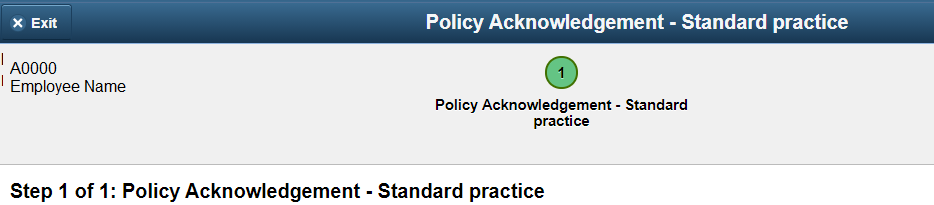 Exit
Policy Acknowledgement - Standard practice
A0000
Employee Name
1
Policy Acknowledgement - Standard
practice
Step 1 of 1: Policy Acknowledgement - Standard practice